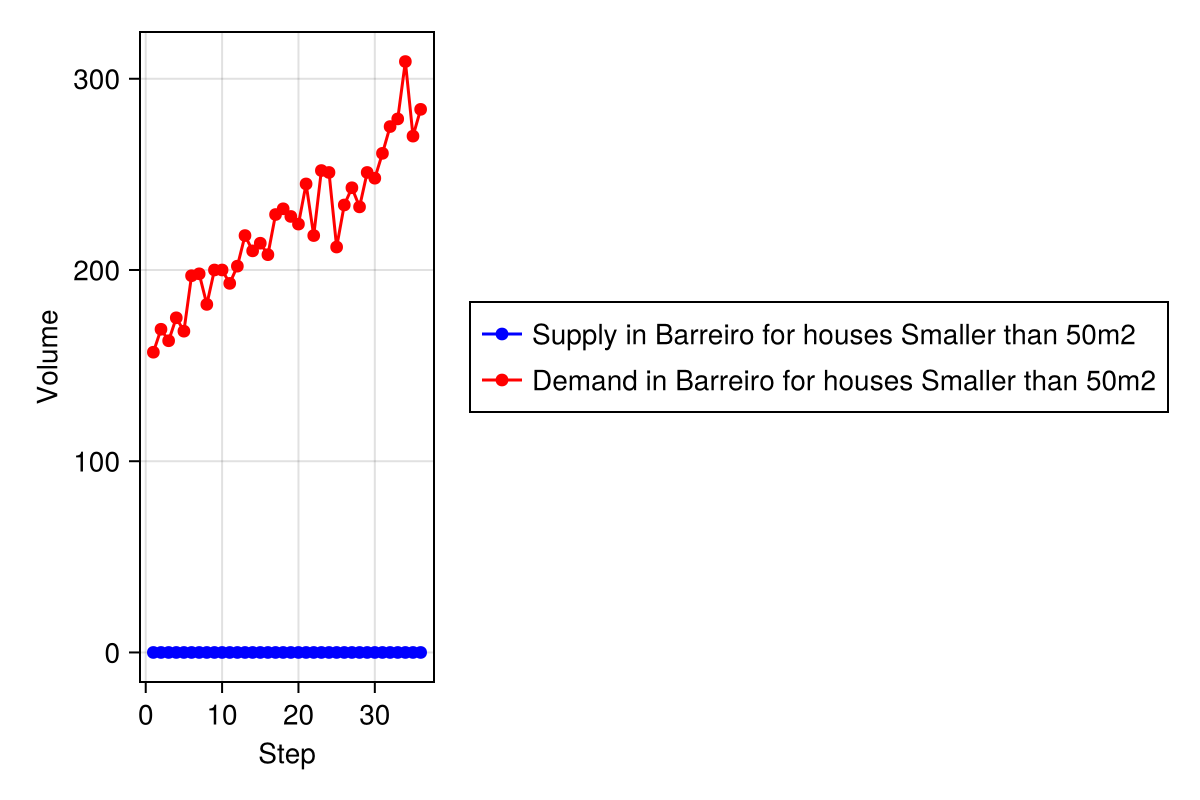 300
200
100
0
Volume
0 10 20 30
Step
Supply in Barreiro for houses Smaller than 50m2
Demand in Barreiro for houses Smaller than 50m2